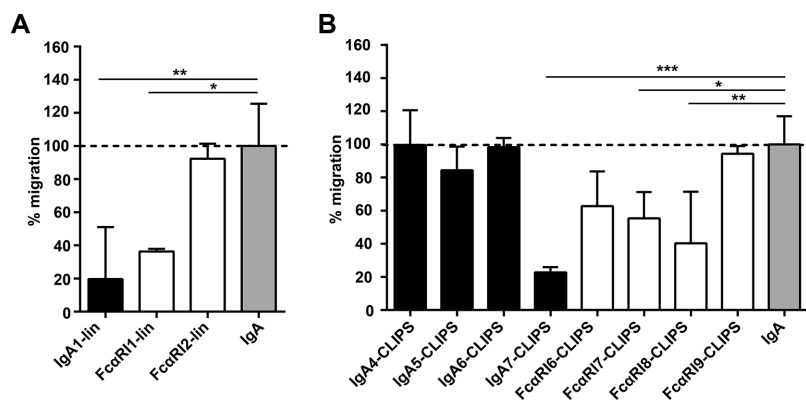 A
B
160
140
120
100
80
60
40
20
0
% migration
**
*
IgA1-lin
FcαRI1-lin
FcαRI2-lin
IgA
160
140
120
100
80
60
40
20
0
% migration
***
*
**
IgA4-CLIPS
IgA5-CLIPS
IgA6-CLIPS
IgA7-CLIPS
FcαRI6-CLIPS
FcαRI7-CLIPS
FcαRI8-CLIPS
FcαRI9-CLIPS
IgA